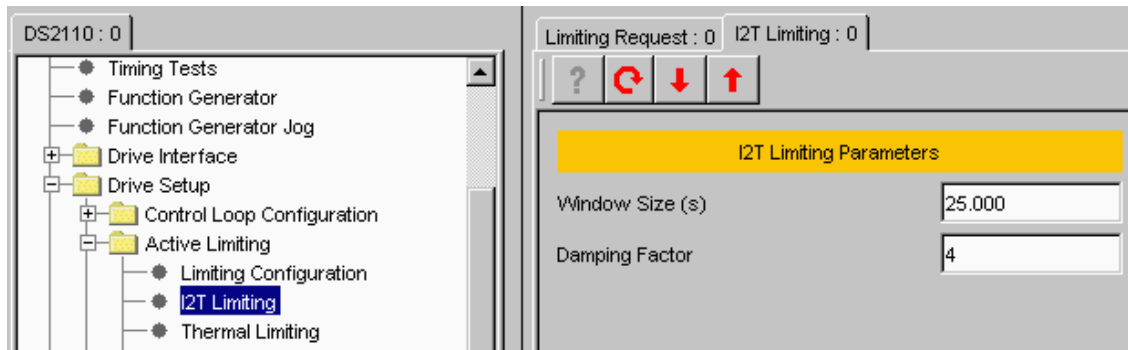 DS2110 : 0
Timing Tests
Function Generator
Function Generator Jog
Drive Interface
Drive Setup
Control Loop Configuration
Active Limiting
Limiting Configuration
I2T Limiting
Thermal Limiting
Limiting Request : 0
I2T Limiting : 0
?
I2T Limiting Parameters
Window Size (s)
25.000
Damping Factor
4